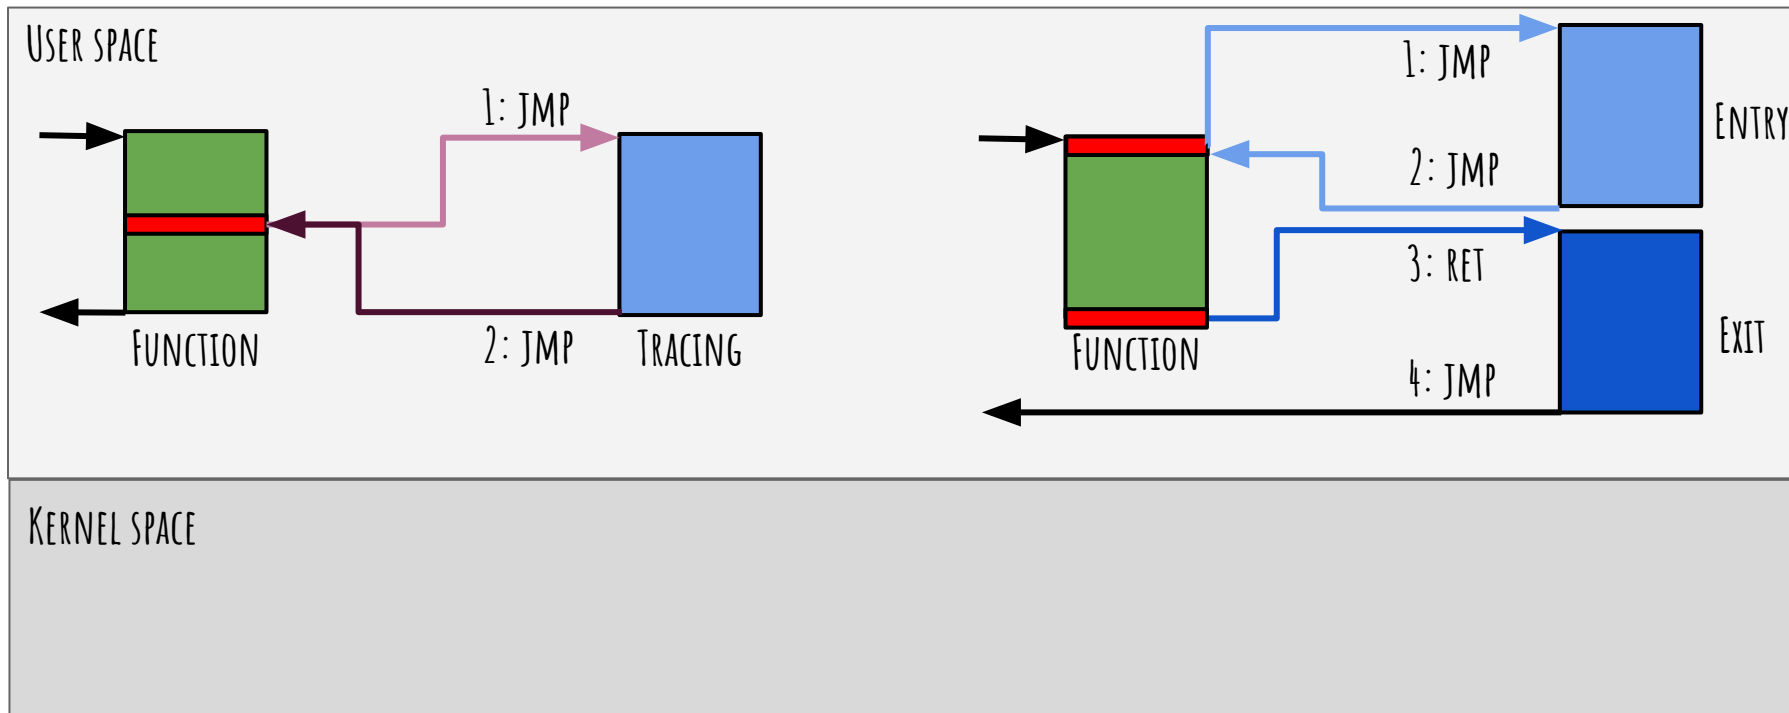 User space
1: jmp
Function
2: jmp
Tracing
1: jmp
Entry
2: jmp
3: ret
Function
Exit
4: jmp
Kernel space